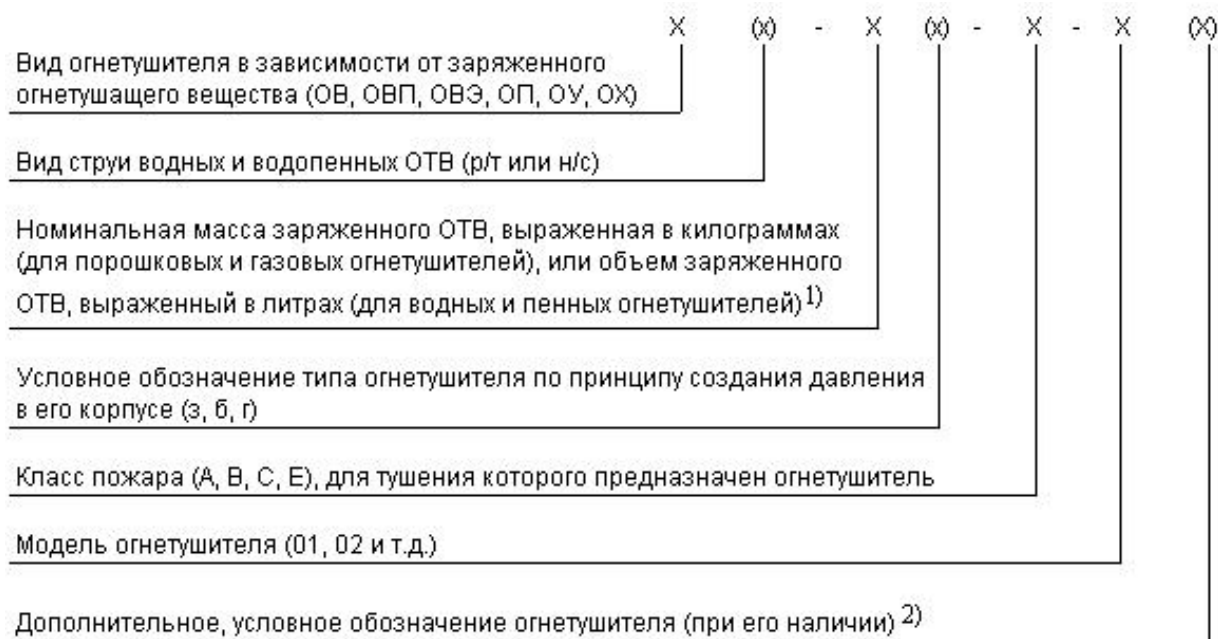 X (x) - X (x) - X - X (X)
Вид огнетушителя в зависимости от заряженного
огнетушащего вещества (ОВ, ОВП, ОВЭ, ОП, ОУ, ОХ)
Вид струи водных и водопенных ОТВ (р/т или н/с)
Номинальная масса заряженного ОТВ, выраженная в килограммах
(для порошковых и газовых огнетушителей), или объем заряженного
ОТВ, выраженный в литрах (для водных и пенных огнетушителей)1)
Условное обозначение типа огнетушителя по принципу создания давления
в его корпусе (з, б, г)
Класс пожара (А, В, С, Е), для тушения которого предназначен огнетушитель
Модель огнетушителя (01, 02 и т.д.)
Дополнительное, условное обозначение огнетушителя (при его наличии) 2)